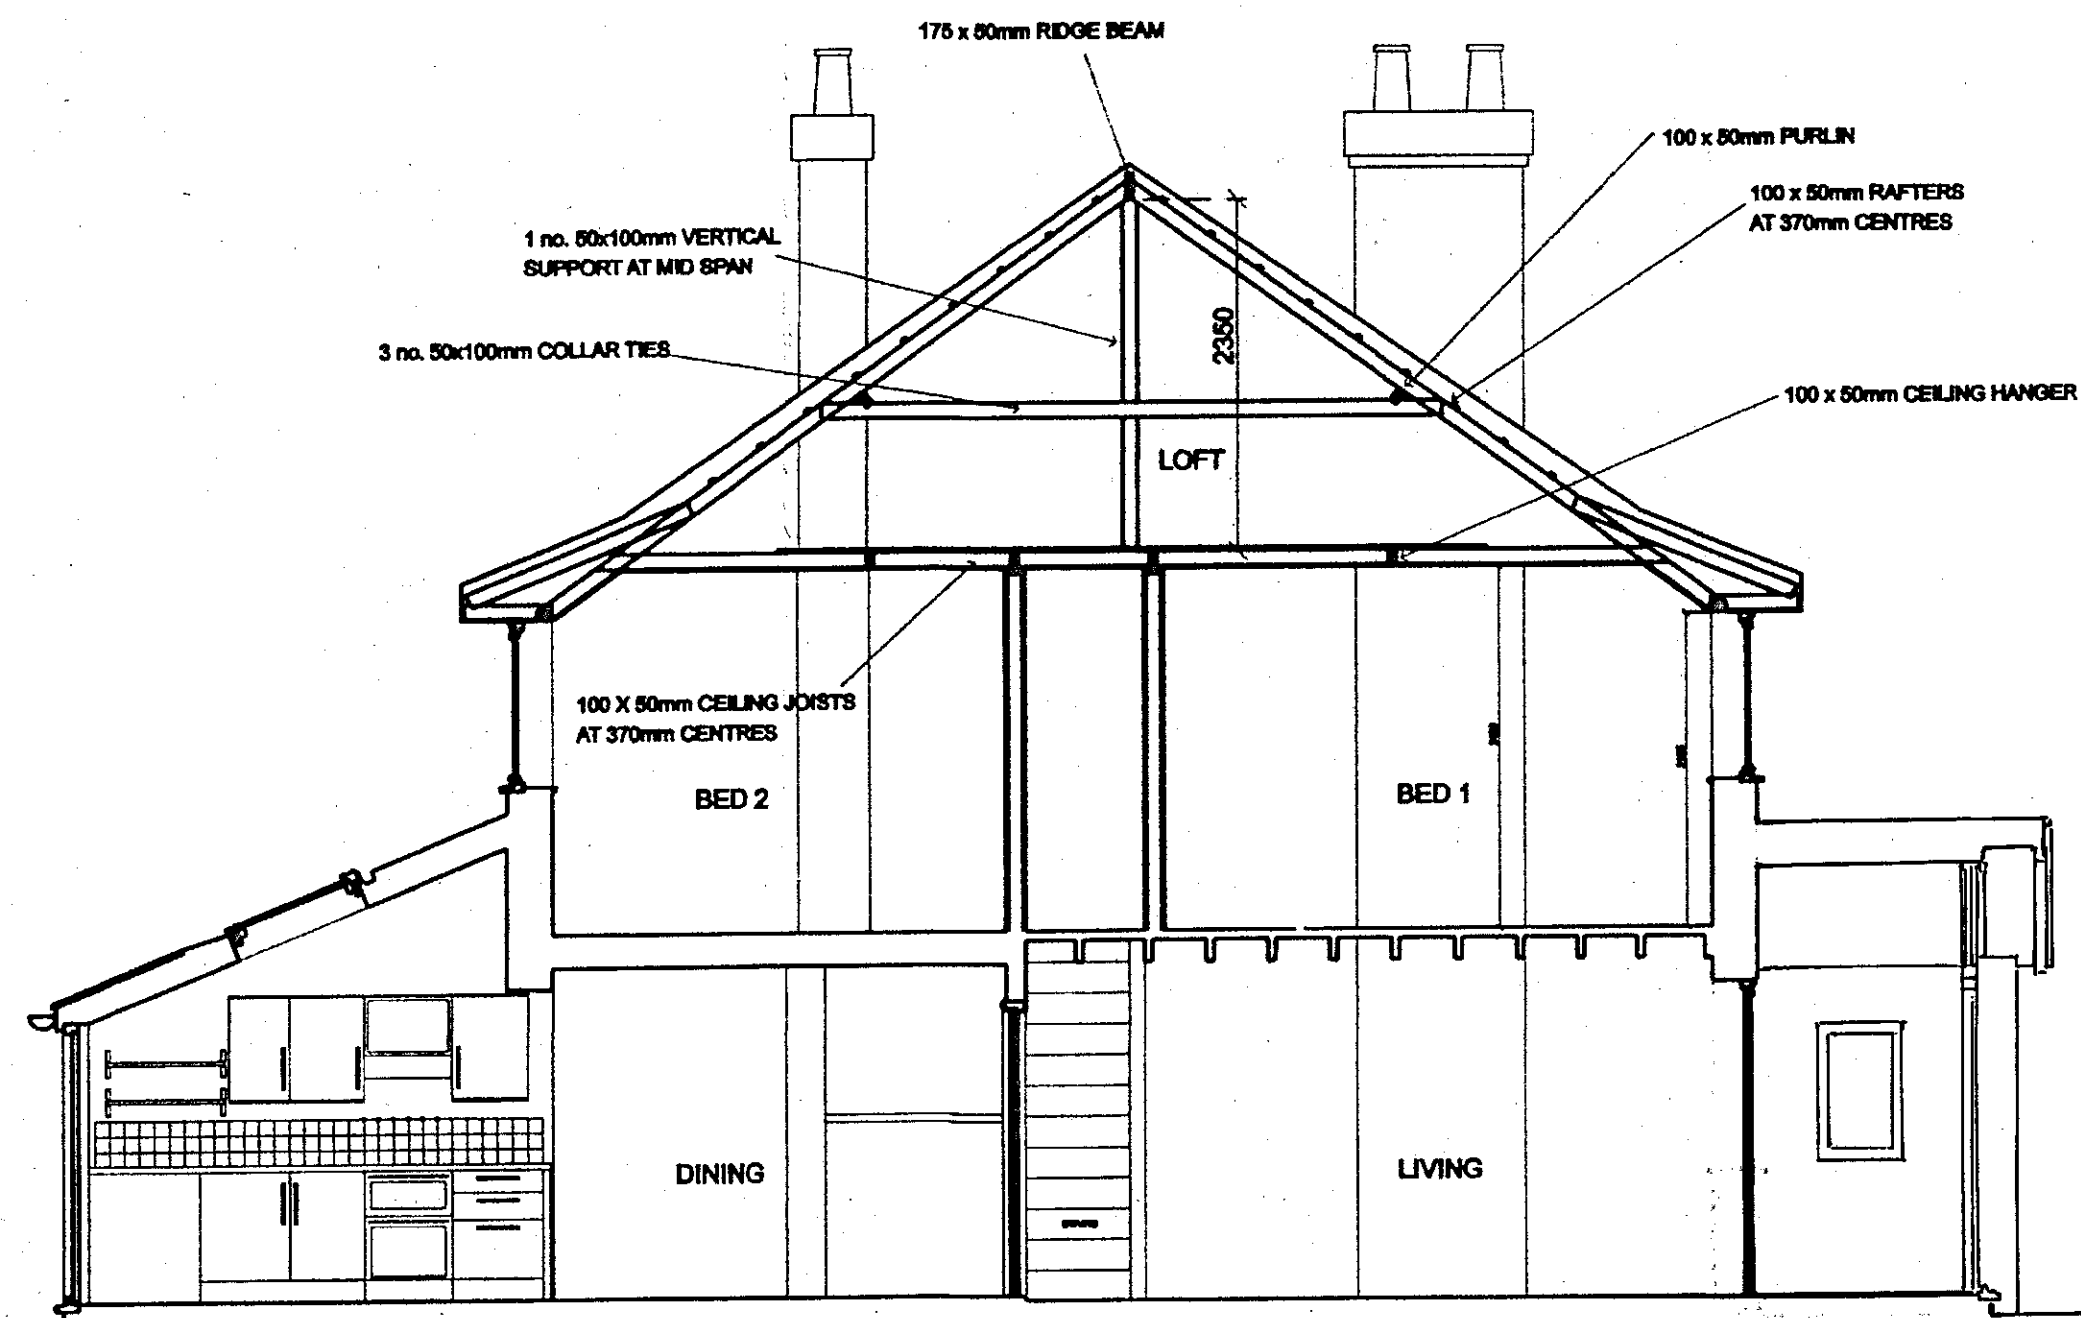 175 x 50mm RIDGE BEAM
100 x 50mm PURLIN
100 x 50mm RAFTERS
AT 370mm CENTRES
1 no. 50x100mm VERTICAL
SUPPORT AT MID SPAN
3 no. 50x100mm COLLAR TIES
2350
100 x 50mm CEILING HANGER
LOFT
100 X 50mm CEILING JOISTS
AT 370mm CENTRES
BED 2
BED 1
DINING
LIVING